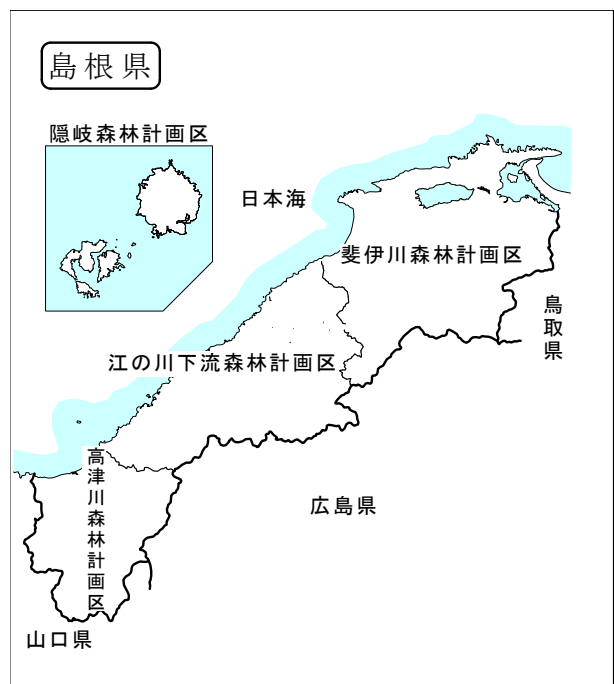 島根県
隠岐森林計画区
日本海
斐伊川森林計画区
鳥取県
江の川下流森林計画区
高津川森林計画区
広島県
山口県